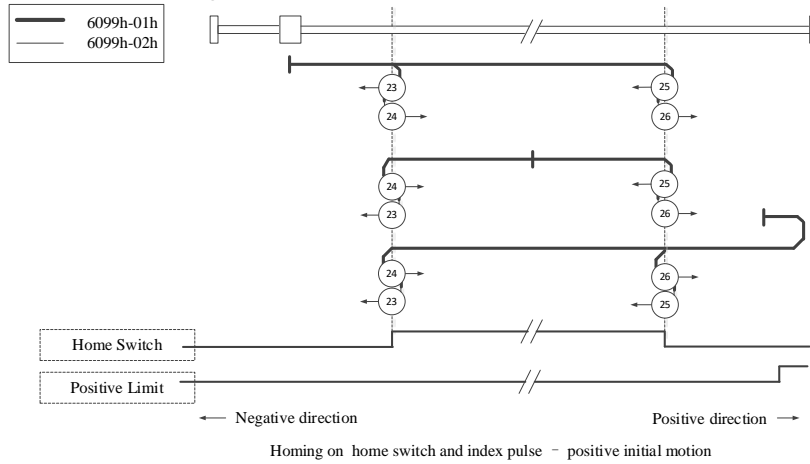 6099h-01h
6099h-02h
23 25
24 26
24 25
23 26
24 26
23 25
Home Switch
Positive Limit
Negative direction Positive direction
Homing on home switch and index pulse - positive initial motion